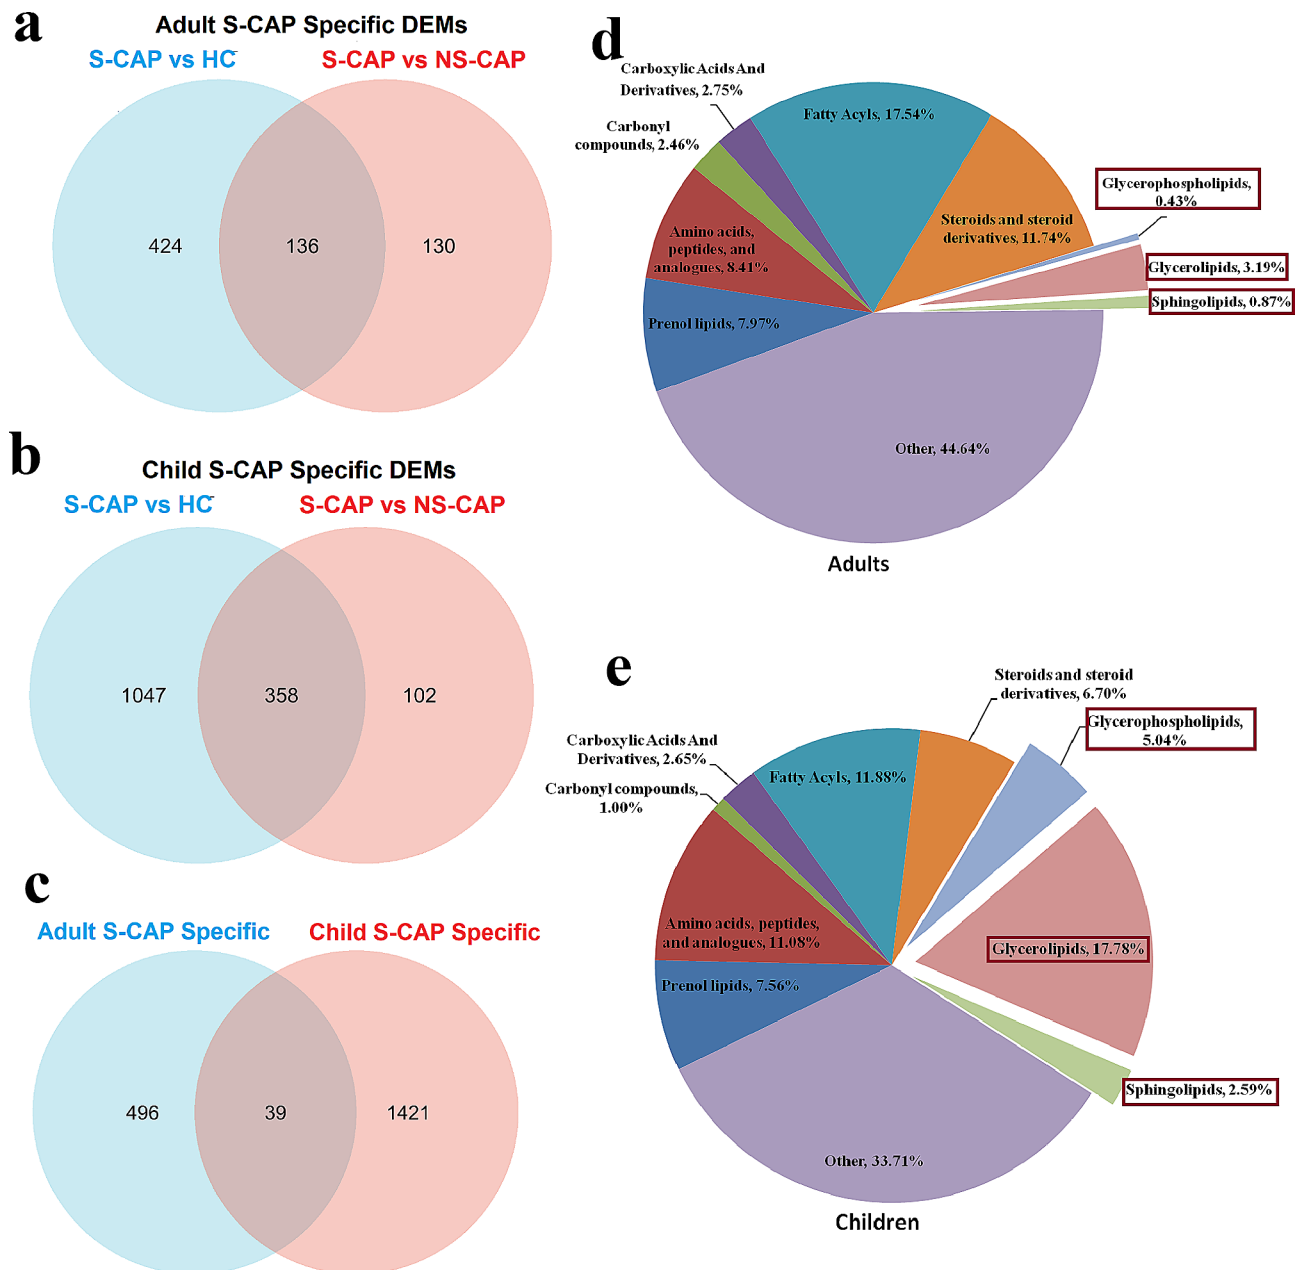 a
Adult S-CAP Specific DEMs
S-CAP vs HC
S-CAP vs NS-CAP
424
136
130
b
Child S-CAP Specific DEMs
S-CAP vs HC
S-CAP vs NS-CAP
1047
358
102
c
Adult S-CAP Specific
Child S-CAP Specific
496
39
1421
d
Carboxylic Acids And
Derivatives, 2.75%
Carbonyl
compounds, 2.46%
Fatty Acyls, 17.54%
Steroids and steroid
derivatives, 11.74%
Glycerophospholipids,
0.43%
Glycerolipids, 3.19%
Sphingolipids, 0.87%
Amino acids,
peptides, and
analogues, 8.41%
Prenol lipids, 7.97%
Other, 44.64%
Adults
e
Steroids and steroid
derivatives, 6.70%
Glycerophospholipids,
5.04%
Carboxylic Acids And
Derivatives, 2.65%
Carbonyl compounds,
1.00%
Fatty Acyls, 11.88%
Amino acids, peptides,
and analogues, 11.08%
Glycerolipids, 17.78%
Prenol lipids, 7.56%
Sphingolipids, 2.59%
Other, 33.71%
Children